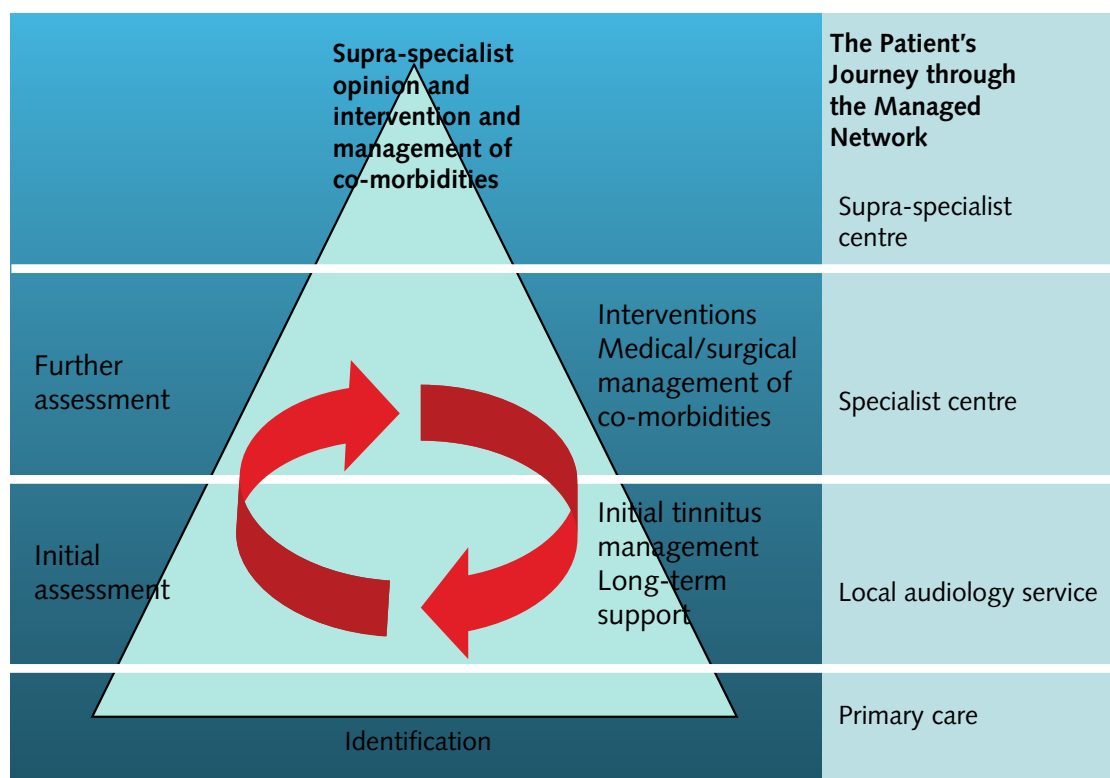 Supra-specialist
opinion and
intervention and
management of
co-morbidities
The Patient's
Journey through
the Managed
Network
Supra-specialist
centre
Further
assessment
Interventions
Medical/surgical
management of
co-morbidities
Specialist centre
Initial
assessment
Initial tinnitus
management
Long-term
support
Local audiology service
Identification
Primary care